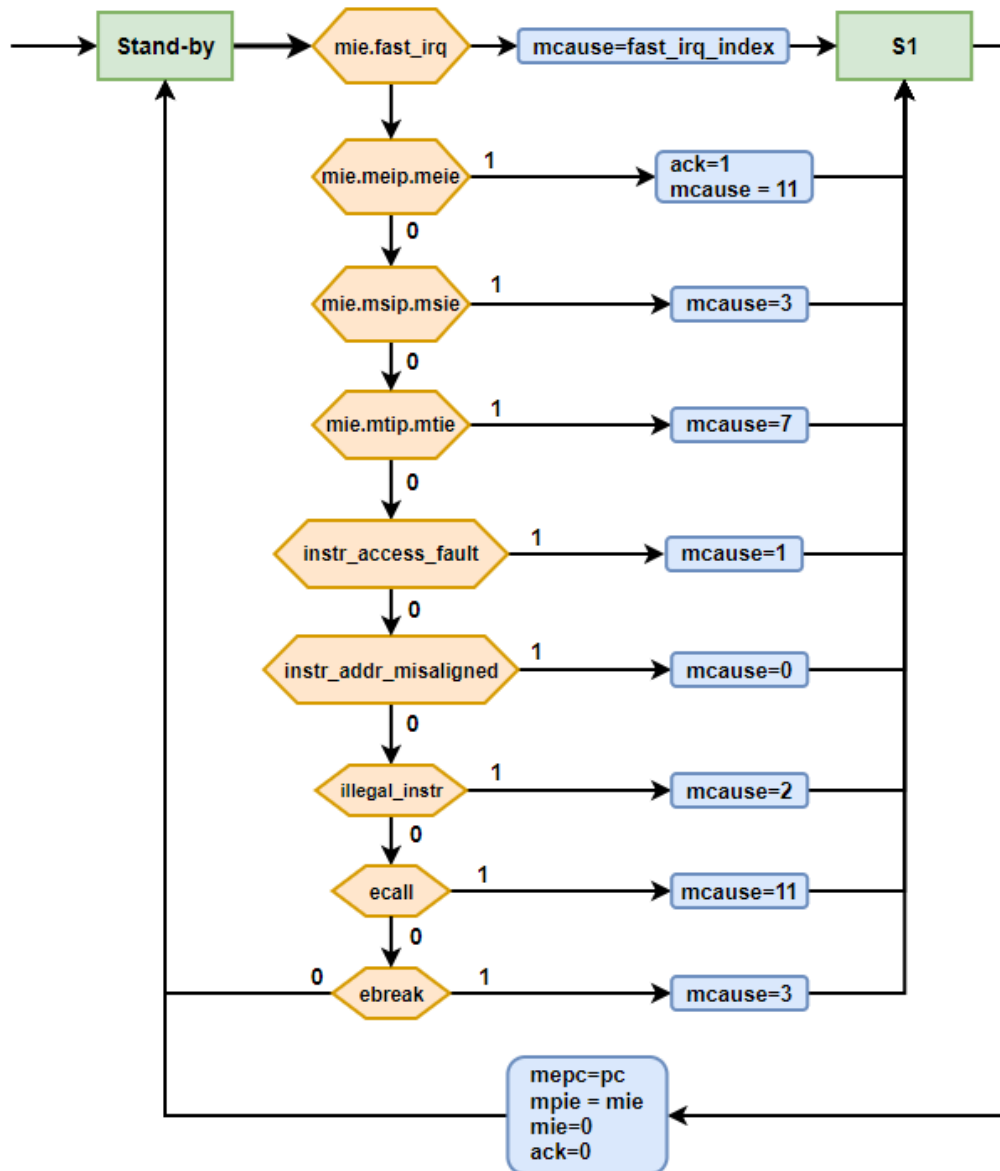 Stand-by
mie.fast_irq
mcause=fast_irq_index
S1
mie.meip.meie
1
ack=1
mcause = 11
0
mie.msip.msie
1
mcause=3
0
mie.mtip.mtie
1
mcause=7
0
instr_access_fault
1
mcause=1
0
instr_addr_misaligned
1
mcause=0
0
illegal_instr
1
mcause=2
0
ecall
1
mcause=11
0
0
ebreak
1
mcause=3
mepc=pc
mpie = mie
mie=0
ack=0